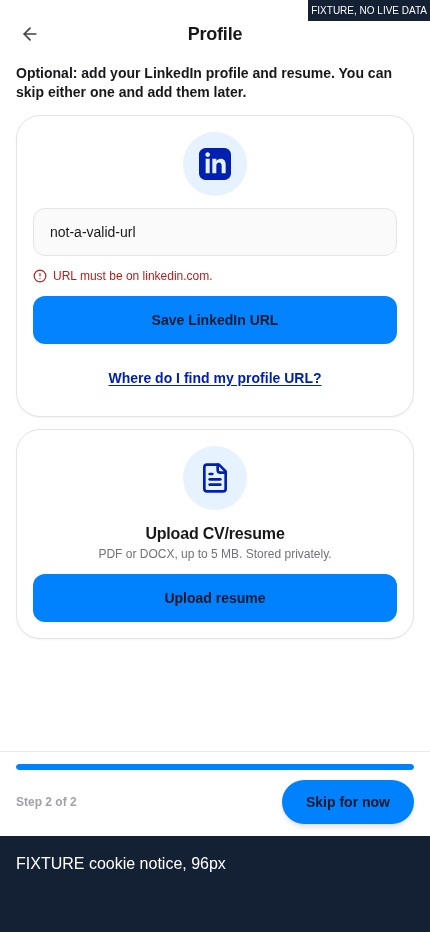 FIXTURE, NO LIVE DATA
Profile
Optional: add your LinkedIn profile and resume. You can
skip either one and add them later.
in
not-a-valid-url
URL must be on linkedin.com.
Save LinkedIn URL
Where do I find my profile URL?
Upload CV/resume
PDF or DOCX, up to 5 MB. Stored privately.
Upload resume
Step 2 of 2
Skip for now
FIXTURE cookie notice, 96px